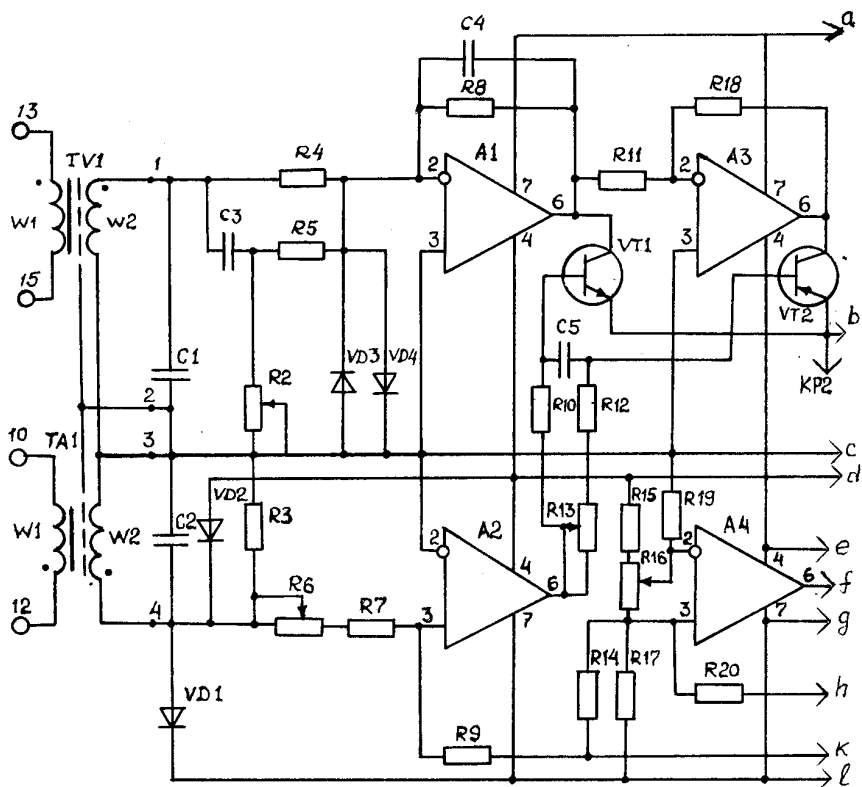 a
C4
R8
R18
13
TV1
1
R4
2
A1
R11
2
A3
7
7
W1
W2
C3
R5
6
6
3
4
3
4
15
VT1
VT2
b
C1
VD3
VD4
C5
KP2
R2
R10
R12
2
10
TA1
3
c
d
VD2
R15
R19
C2
R3
A2
R13
A4
W1
W2
2
4
R16
2
4
e
6
6
f
12
4
R6
R7
3
7
3
7
g
R14
R17
R20
h
VD1
R9
k
l